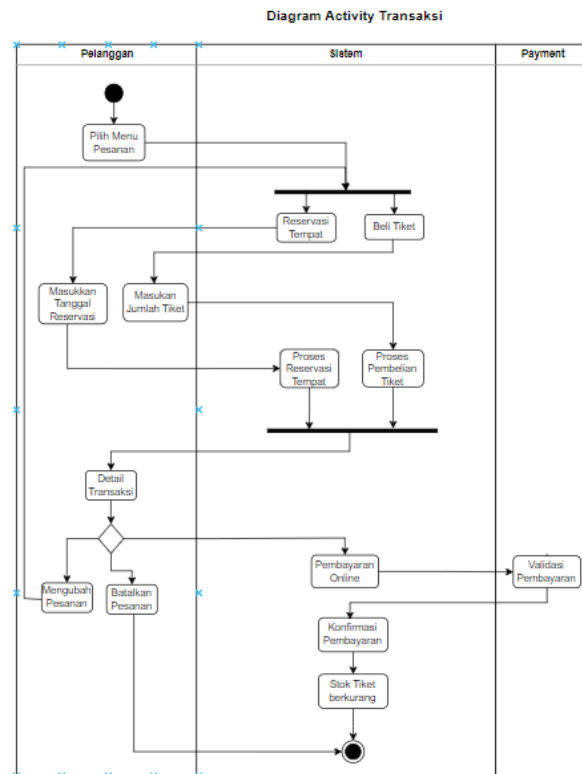 Diagram Activity Transaksi
Pelanggan
Sistem
Payment
Pilih Menu
Pesanan
Reservasi
Tempat
Beli Tiket
Masukkan
Tanggal
Reservasi
Masukan
Jumlah Tiket
Proses
Reservasi
Tempat
Proses
Pembelian
Tiket
Detail
Transaksi
Mengubah
Pesanan
Batalkan
Pesanan
Pembayaran
Online
Validasi
Pembayaran
Konfirmasi
Pembayaran
Stok Tiket
berkurang